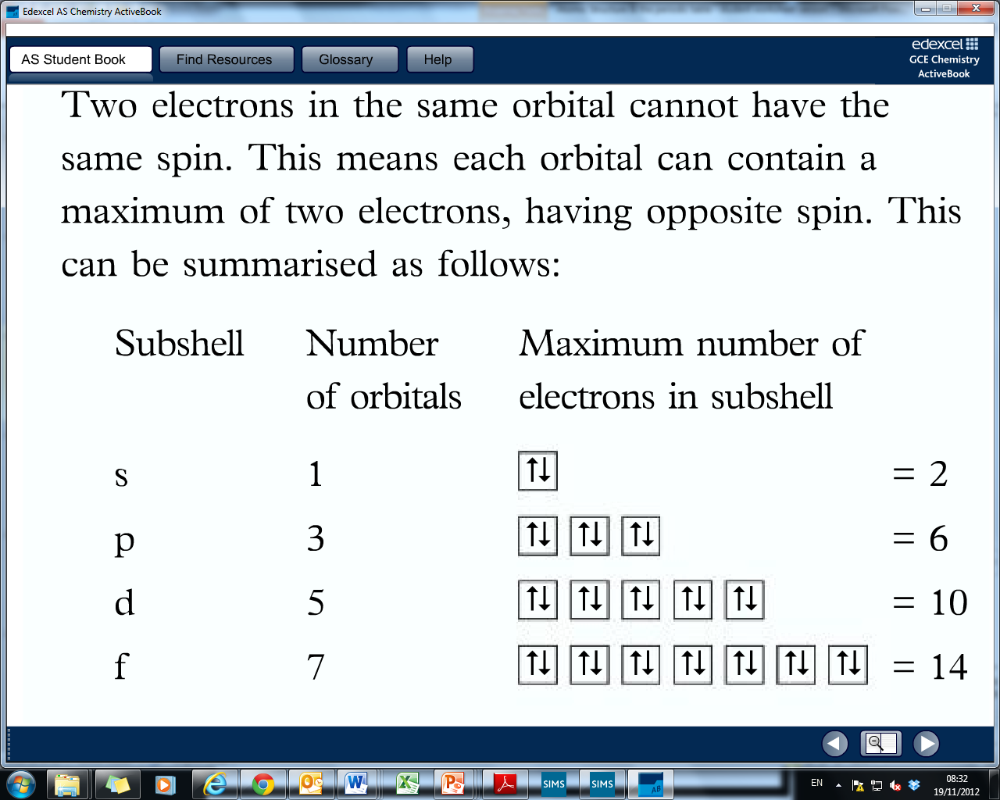 Edexcel AS Chemistry ActiveBook
AS Student Book Find Resources Glossary Help
edexcel
GCE Chemistry
ActiveBook
Two electrons in the same orbital cannot have the
same spin. This means each orbital can contain a
maximum of two electrons, having opposite spin. This
can be summarised as follows:
Subshell Number Maximum number of
of orbitals electrons in subshell
s 1 ↑↓ = 2
p 3 ↑↓ ↑↓ ↑↓ = 6
d 5 ↑↓ ↑↓ ↑↓ ↑↓ ↑↓ = 10
f 7 ↑↓ ↑↓ ↑↓ ↑↓ ↑↓ ↑↓ ↑↓ = 14
SIMS SIMS AB EN 08:32
19/11/2012